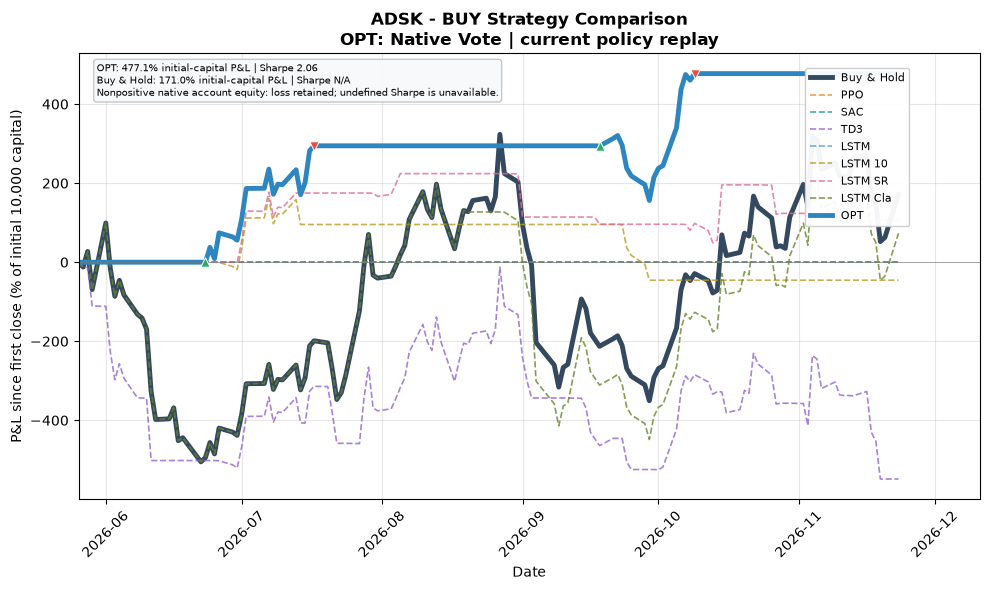 ADSK - BUY Strategy Comparison
OPT: Native Vote | current policy replay
OPT: 477.1% initial-capital P&L | Sharpe 2.06
Buy & Hold: 171.0% initial-capital P&L | Sharpe N/A
Nonpositive native account equity: loss retained; undefined Sharpe is unavailable.
Buy & Hold
PPO
SAC
TD3
LSTM
LSTM 10
LSTM SR
LSTM Cla
OPT
P&L since first close (% of initial 10,000 capital)
400
200
0
−200
−400
2026-06
2026-07
2026-08
2026-09
2026-10
2026-11
2026-12
Date